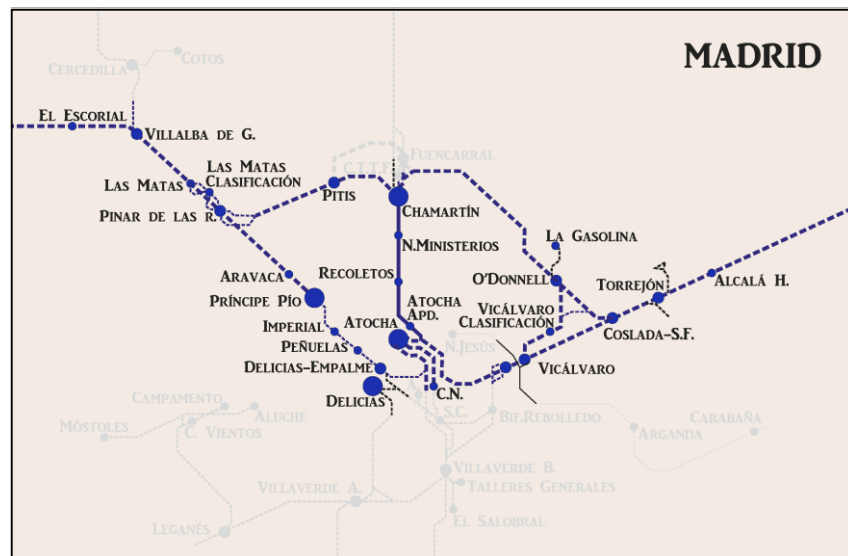 MADRID
COTOS
CERCEDILLA
EL ESCORIAL
VILLALBA DE G.
FUENCARRAL
C.T.T.F.
LAS MATAS
CLASIFICACIÓN
LAS MATAS
PITIS
CHAMARTÍN
PINAR DE LAS R.
LA GASOLINA
N.MINISTERIOS
RECOLETOS
O'DONNELL
TORREJÓN
ALCALÁ H.
ARAVACA
PRÍNCIPE PÍO
ATOCHA
APD.
VICÁLVARO
CLASIFICACIÓN
IMPERIAL
ATOCHA
COSLADA-S.F.
PEÑUELAS
N.JESÚS
DELICIAS-EMPALME
VICÁLVARO
DELICIAS
A.
C.N.
CAMPAMENTO
ALUCHE
S.C.
BIF.REBOLLEDO
CARABAÑA
MÓSTOLES
C. VIENTOS
ARGANDA
VILLAVERDE B.
VILLAVERDE A.
TALLERES GENERALES
LEGANÉS
EL SALOBRAL